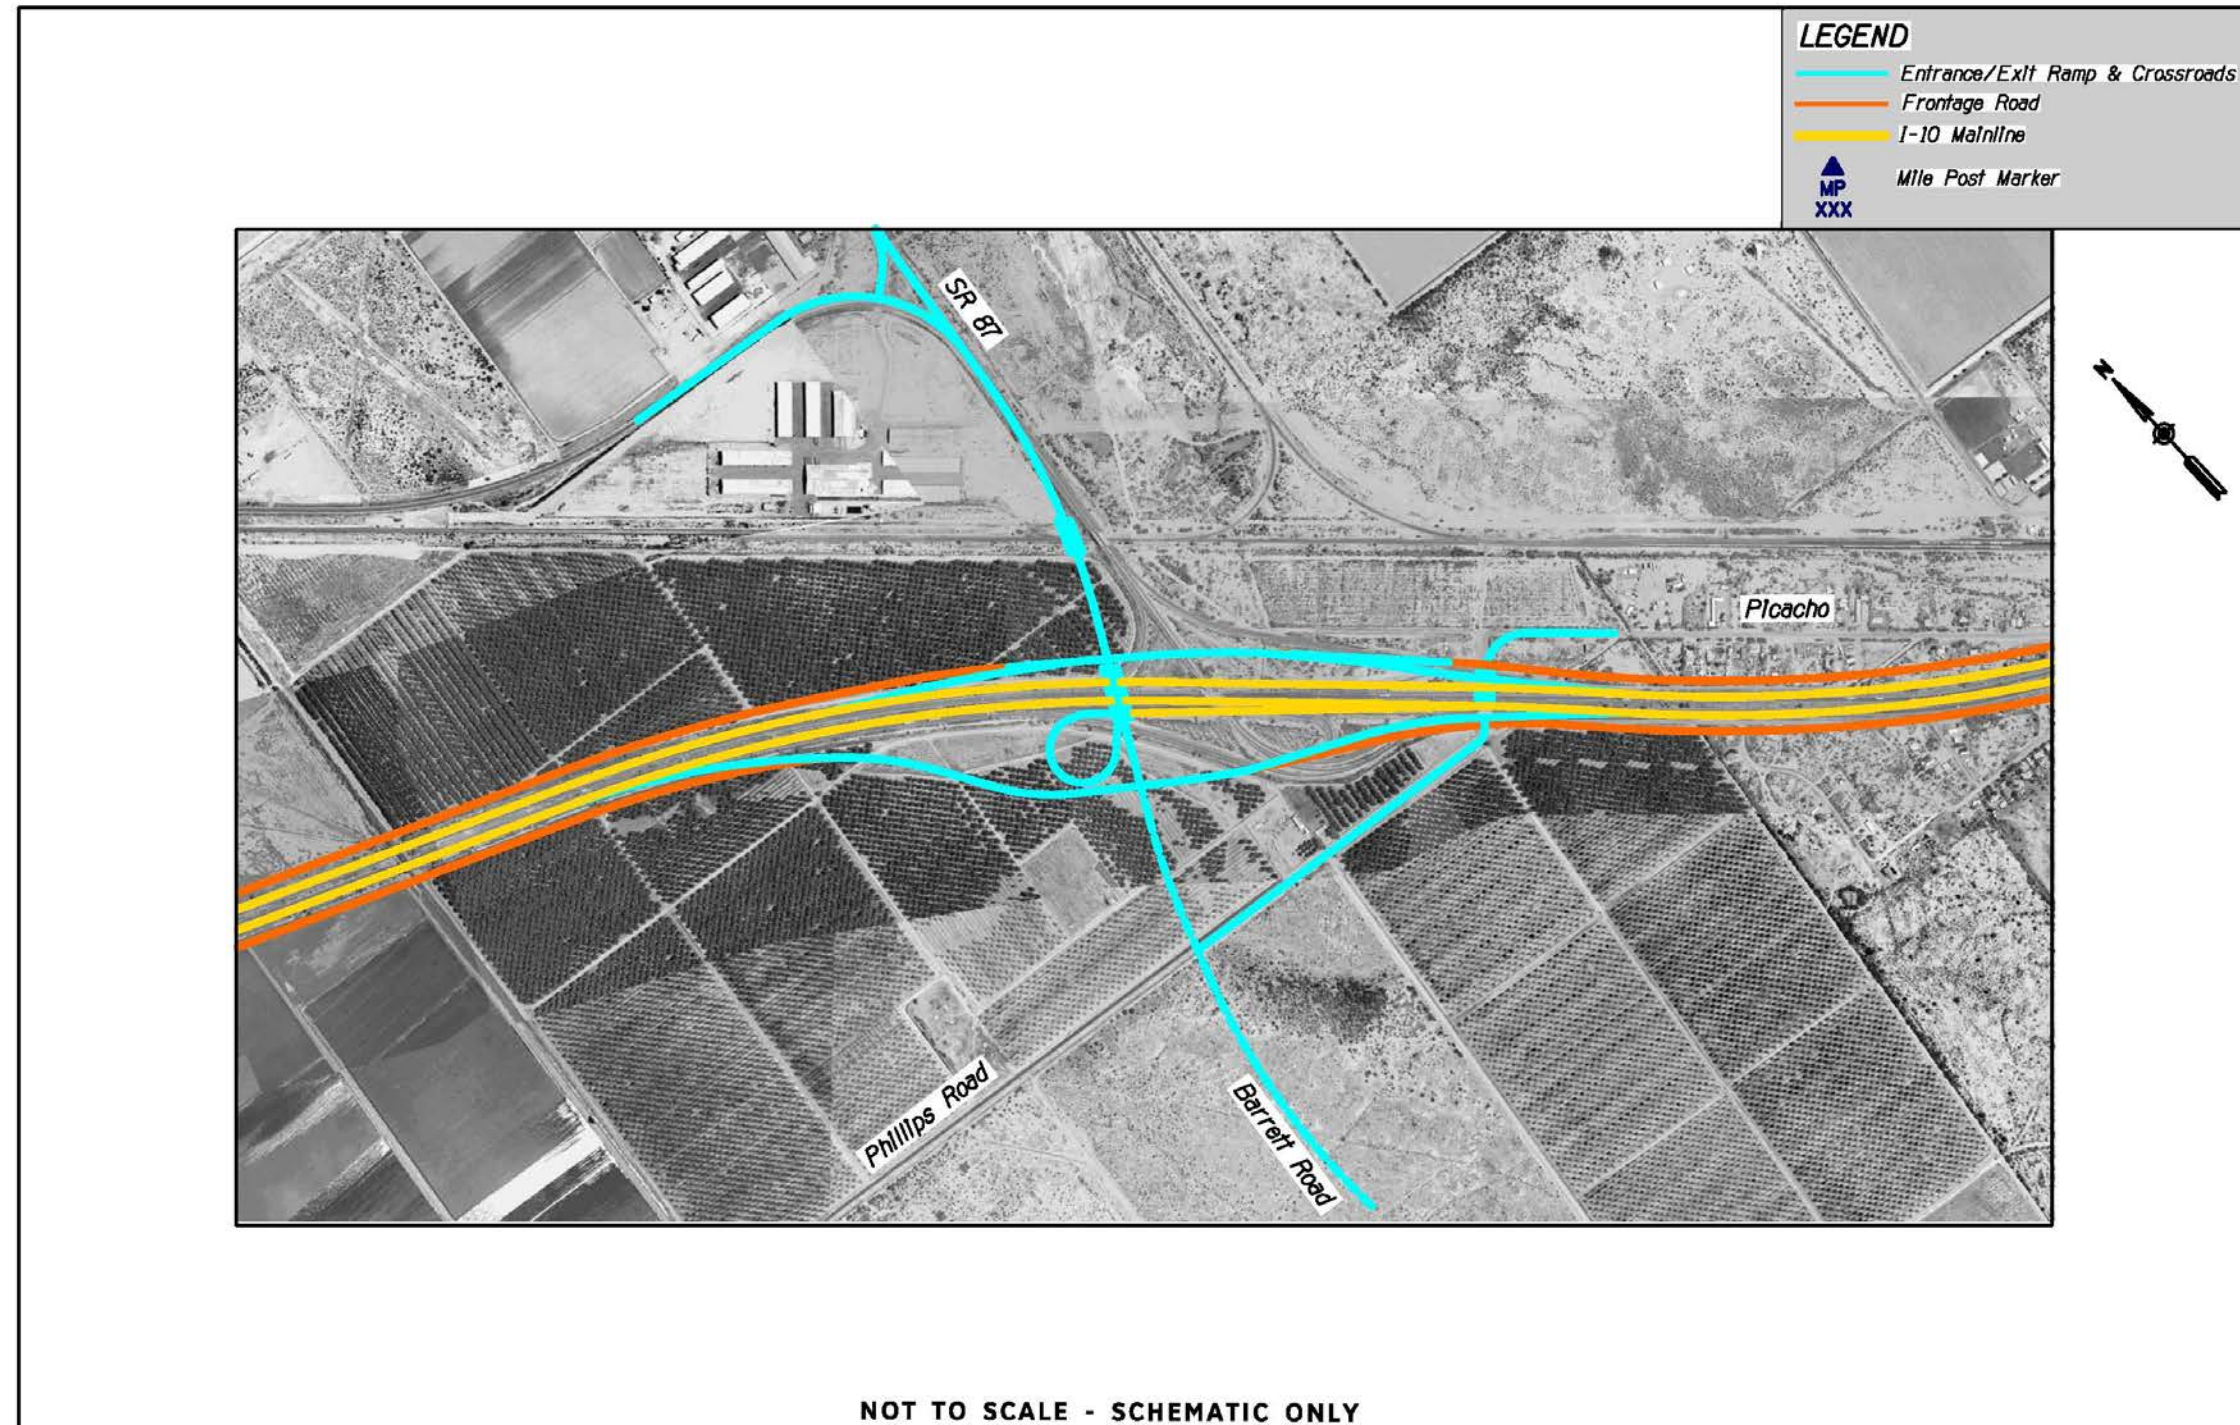 LEGEND
Entrance/Exit Ramp & Crossroads
Frontage Road
I-10 Mainline
MP
XXX
Mile Post Marker
SR 87
N
Picacho
Phillips Road
Barrett Road
NOT TO SCALE - SCHEMATIC ONLY